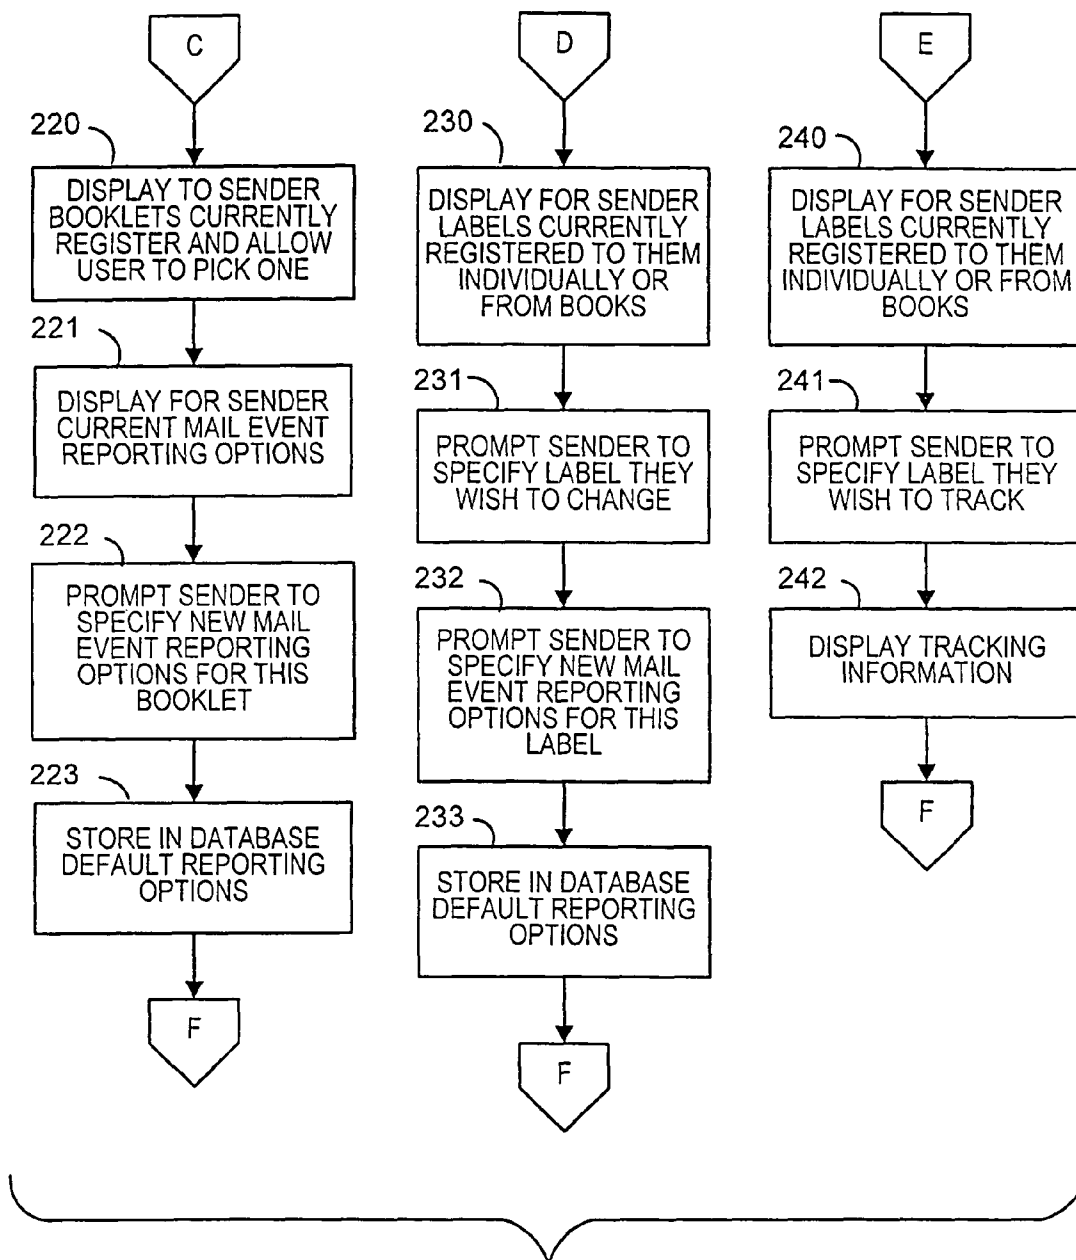 C
220
DISPLAY TO SENDER
BOOKLETS CURRENTLY
REGISTER AND ALLOW
USER TO PICK ONE
221
DISPLAY FOR SENDER
CURRENT MAIL EVENT
REPORTING OPTIONS
222
PROMPT SENDER TO
SPECIFY NEW MAIL
EVENT REPORTING
OPTIONS FOR THIS
BOOKLET
223
STORE IN DATABASE
DEFAULT REPORTING
OPTIONS
F
D
230
DISPLAY FOR SENDER
LABELS CURRENTLY
REGISTERED TO THEM
INDIVIDUALLY OR
FROM BOOKS
231
PROMPT SENDER TO
SPECIFY LABEL THEY
WISH TO CHANGE
232
PROMPT SENDER TO
SPECIFY NEW MAIL
EVENT REPORTING
OPTIONS FOR THIS
LABEL
233
STORE IN DATABASE
DEFAULT REPORTING
OPTIONS
F
E
240
DISPLAY FOR SENDER
LABELS CURRENTLY
REGISTERED TO THEM
INDIVIDUALLY OR FROM
BOOKS
241
PROMPT SENDER TO
SPECIFY LABEL THEY
WISH TO TRACK
242
DISPLAY TRACKING
INFORMATION
F